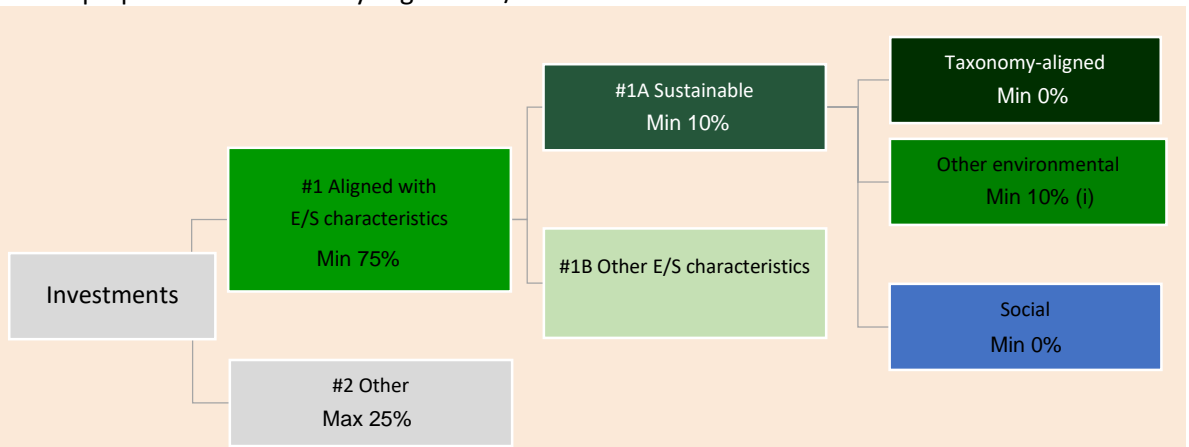 Investments
#1 Aligned with
E/S characteristics
Min 75%
#2 Other
Max 25%
#1A Sustainable
Min 10%
#1B Other E/S characteristics
Taxonomy-aligned
Min 0%
Other environmental
Min 10% (i)
Social
Min 0%